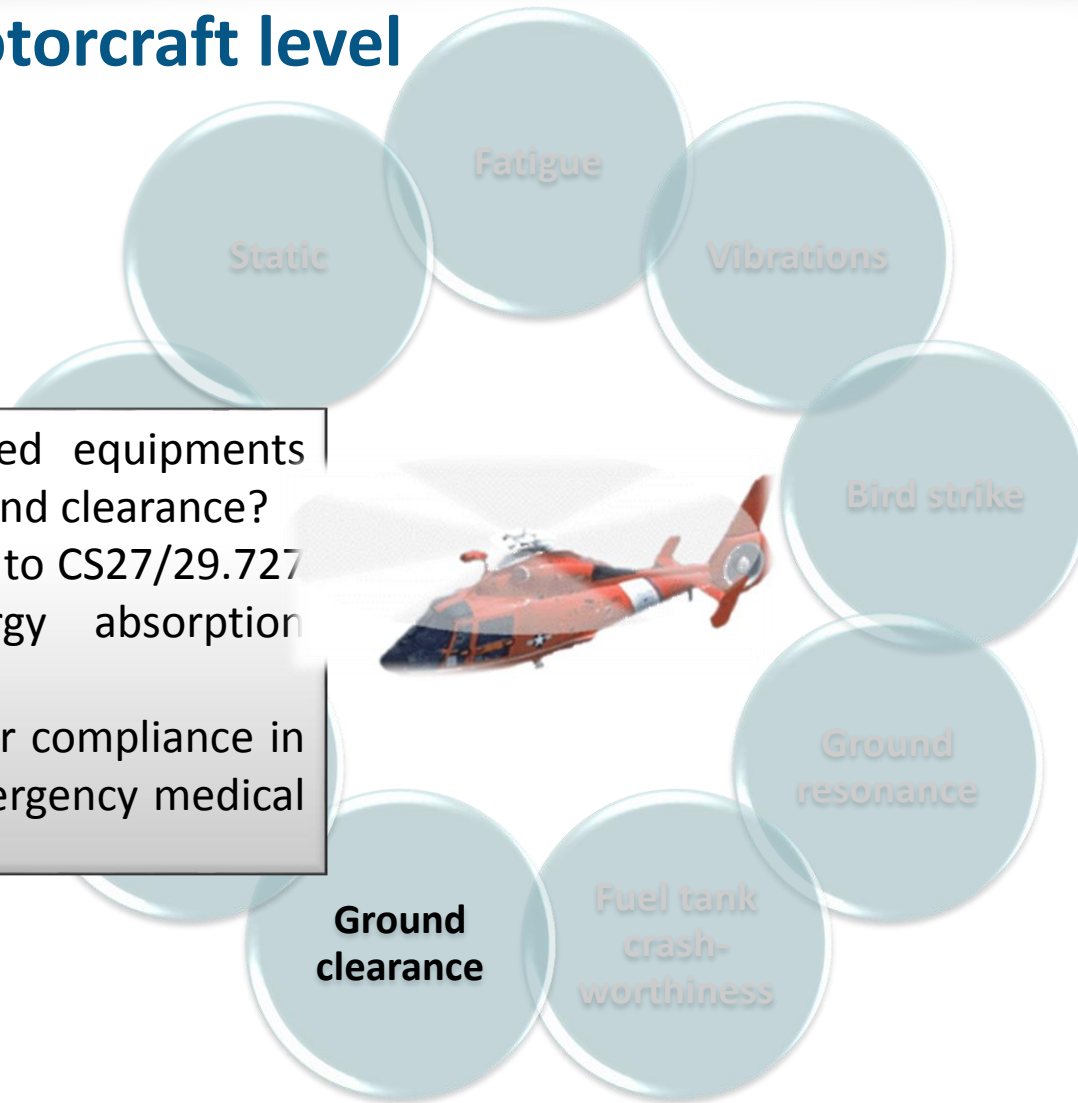 otorcraft level
Fatigue
Static
Vibrations
ed equipments
nd clearance?
to CS27/29.727
rgy absorption
r compliance in
ergency medical
Bird strike
Ground
resonance
Ground
clearance
Fuel tank
crash-
worthiness